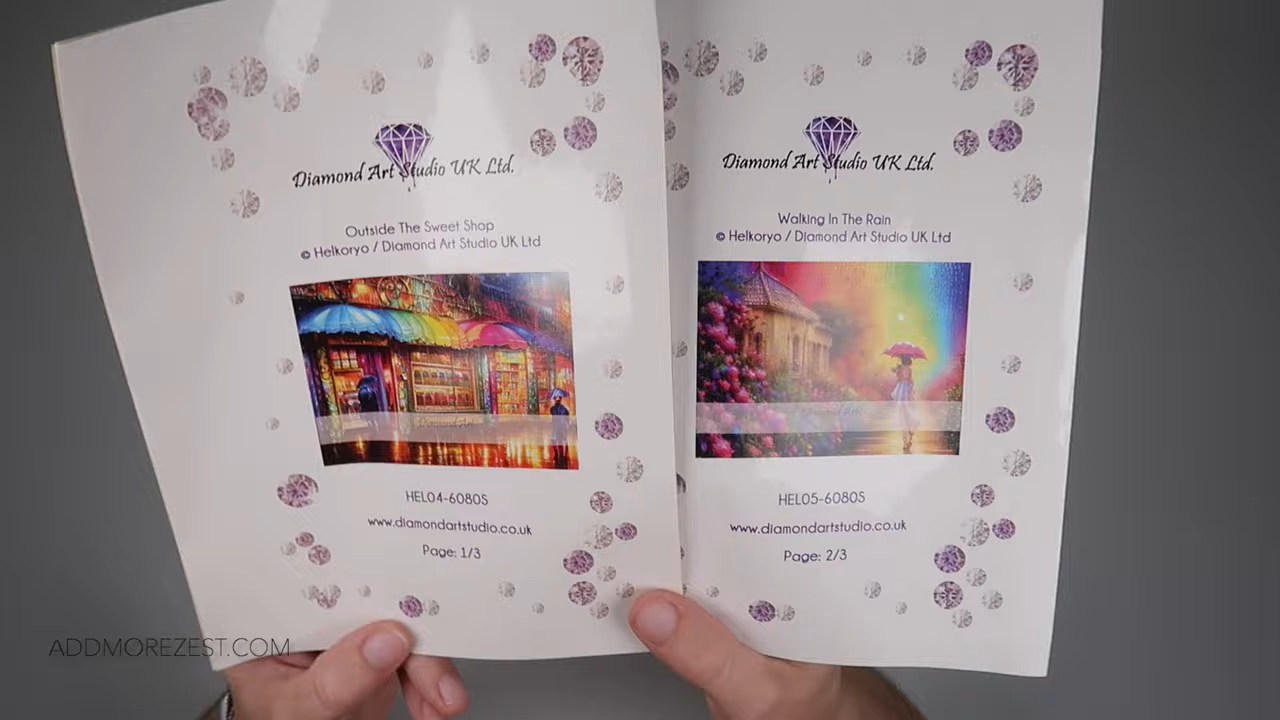 Diamond Art Studio UK Ltd.
Outside The Sweet Shop
© Helkoryo / Diamond Art Studio UK Ltd
HEL04-6080S
www.diamondartstudio.co.uk
Page: 1/3
Diamond Art Studio UK Ltd.
Walking In The Rain
© Helkoryo / Diamond Art Studio UK Ltd
HEL05-6080S
www.diamondartstudio.co.uk
Page: 2/3
ADDMOREZEST.COM